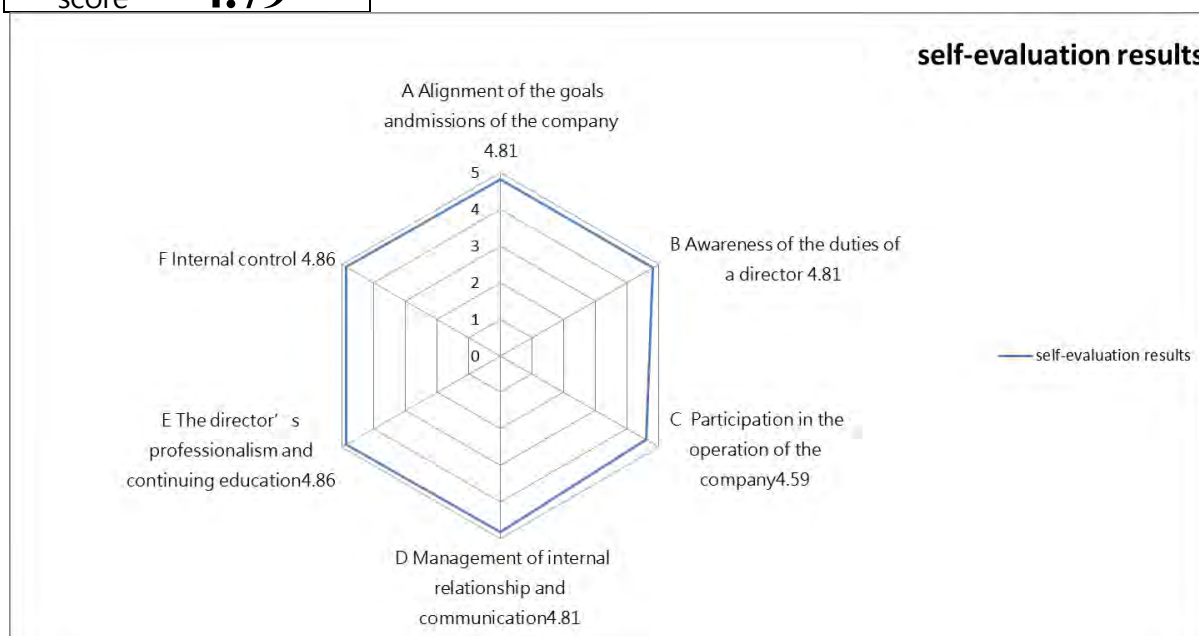 score
self-evaluation results
A Alignment of the goals
andmissions of the company
4.81
5
4
3
2
1
0
B Awareness of the duties of
a director 4.81
F Internal control 4.86
self-evaluation results
C Participation in the
operation of the
company4.59
E The director's
professionalism and
continuing education4.86
D Management of internal
relationship and
communication4.81